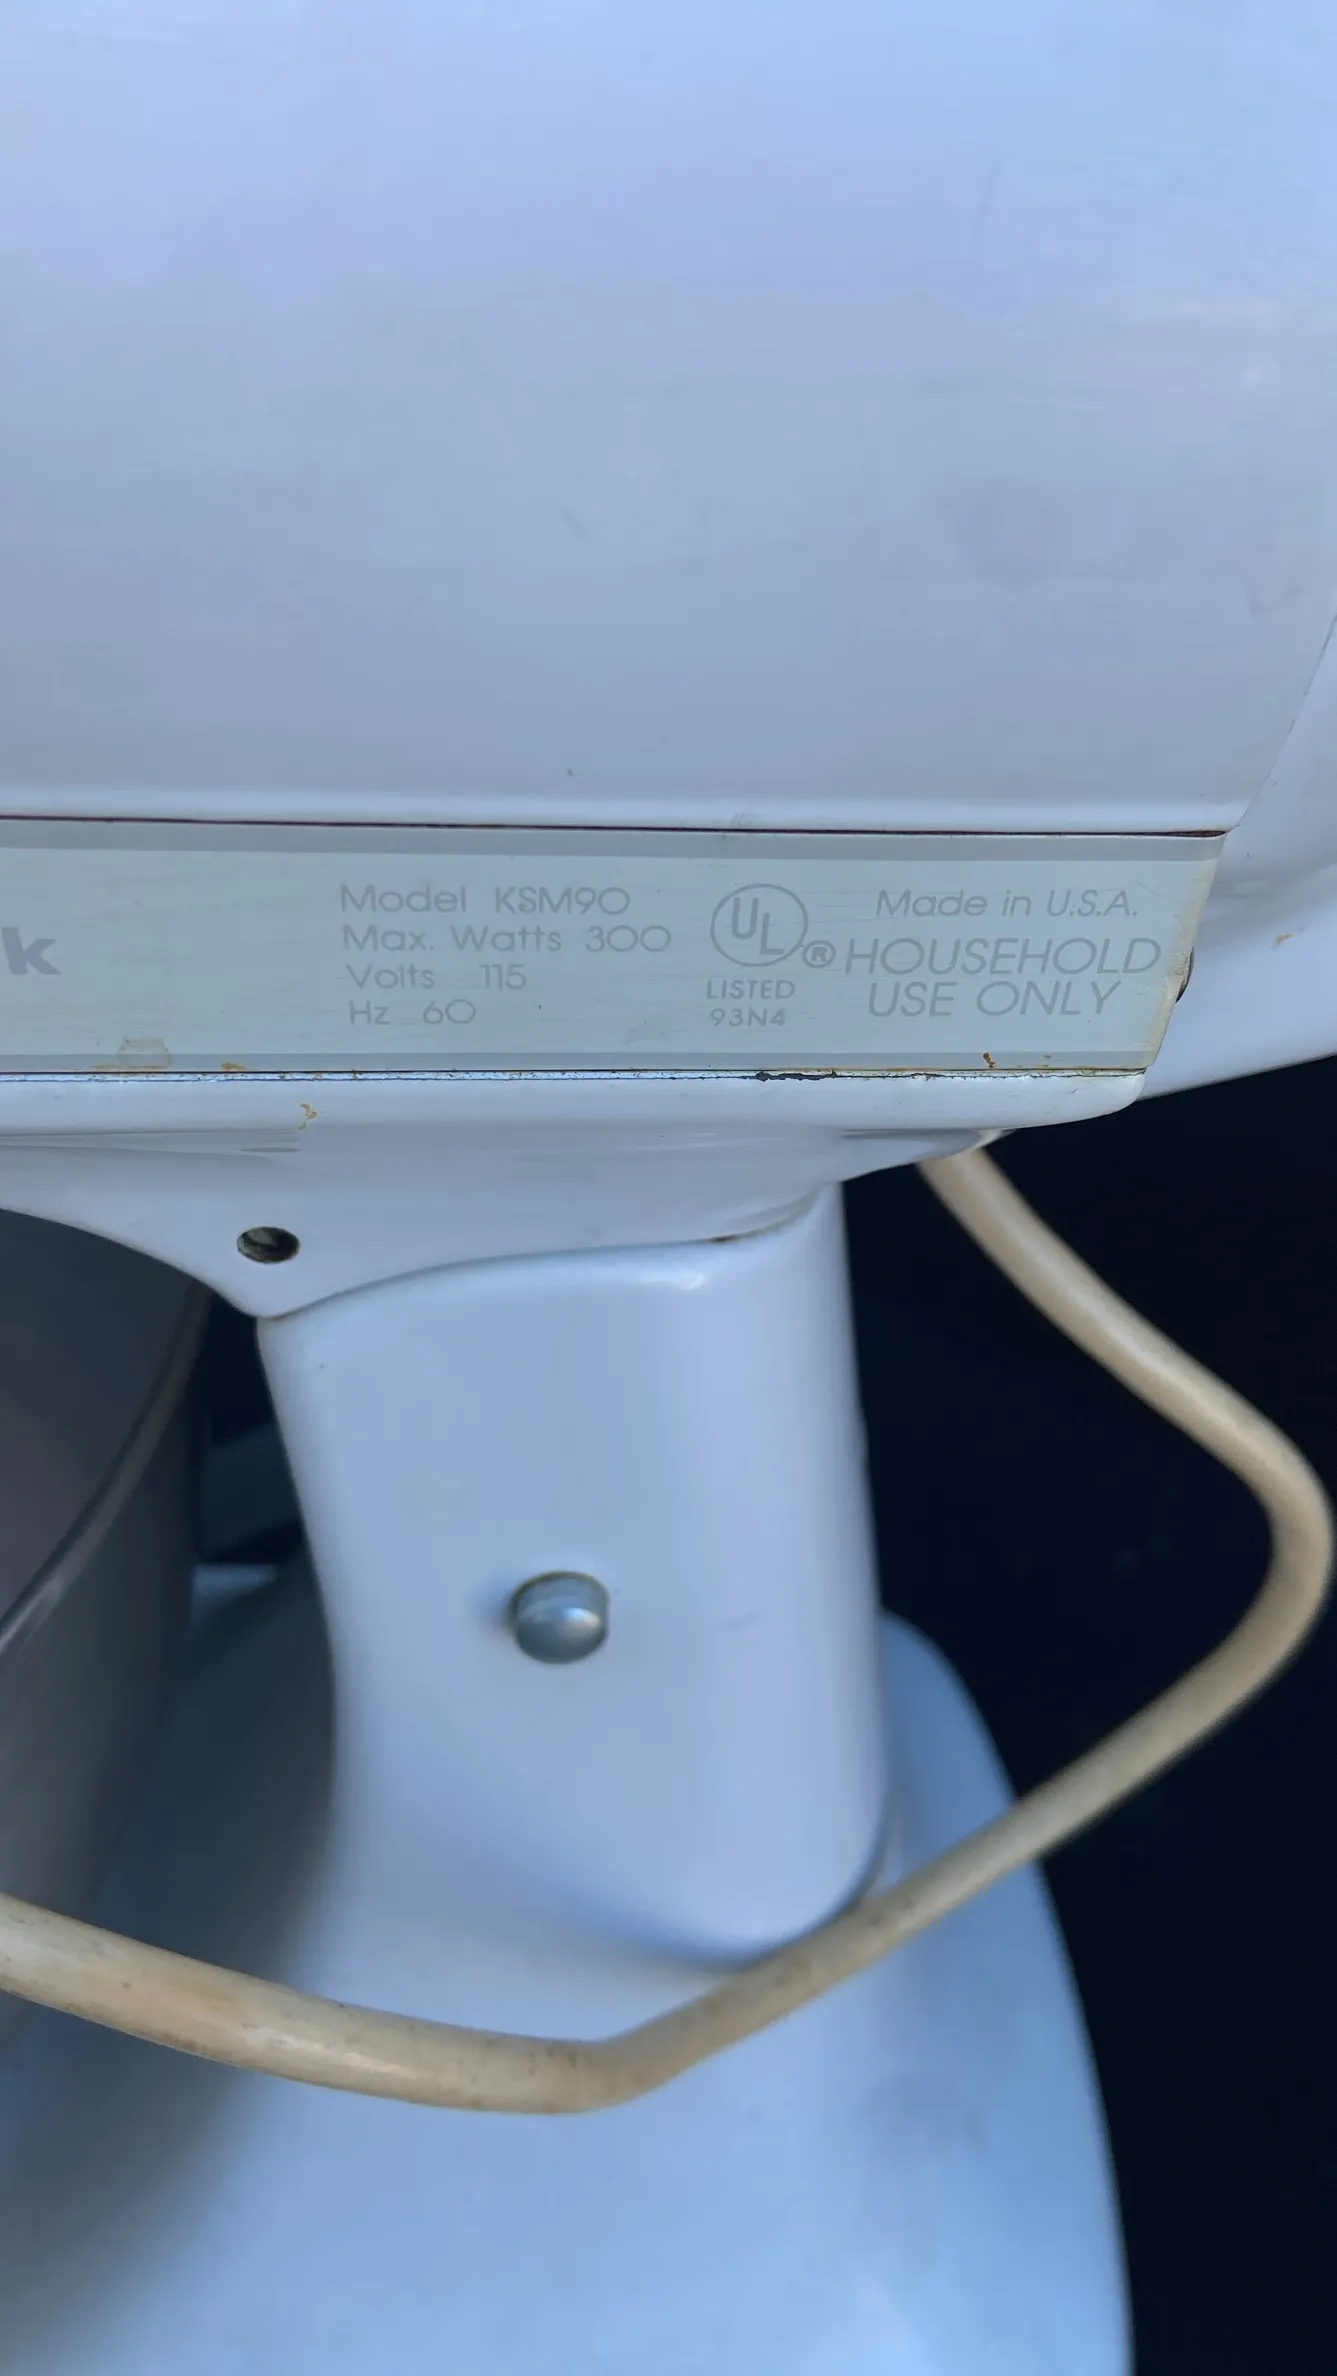 k
Model KSM90
Max. Watts 300
Volts 115
Hz 60
UL ®
LISTED
93N4
Made in U.S.A.
HOUSEHOLD
USE ONLY